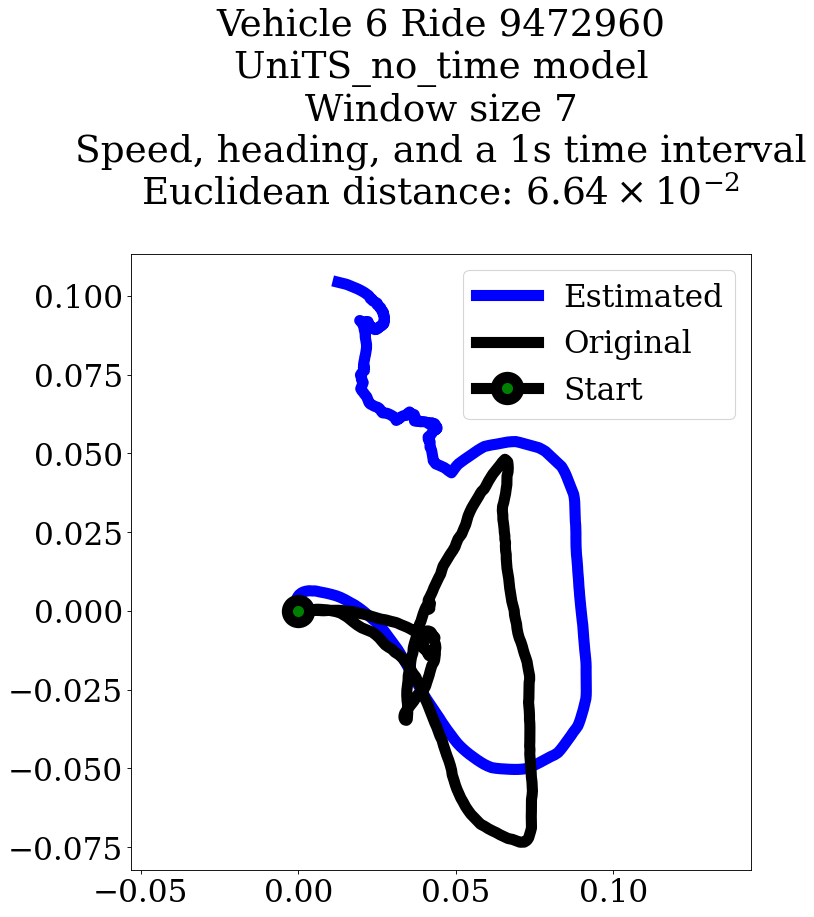 Vehicle 6 Ride 9472960
UniTS_no_time model
Window size 7
Speed, heading, and a 1s time interval
Euclidean distance: 6.64 × 10⁻²
Estimated
Original
Start
0.100
0.075
0.050
0.025
0.000
−0.025
−0.050
−0.075
−0.05
0.00
0.05
0.10